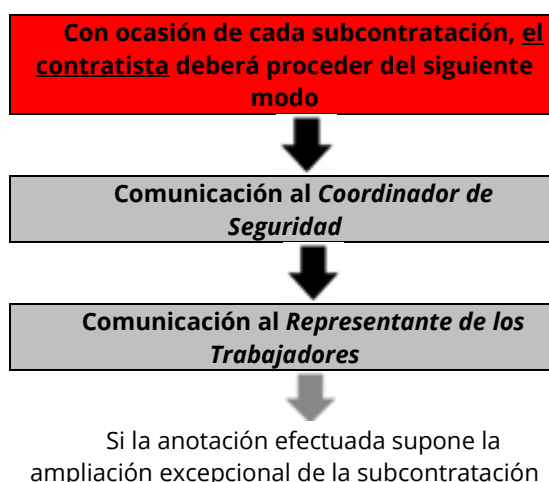 Con ocasión de cada subcontratación, el
contratista deberá proceder del siguiente
modo
Comunicación al Coordinador de
Seguridad
Comunicación al Representante de los
Trabajadores
Si la anotación efectuada supone la
ampliación excepcional de la subcontratación